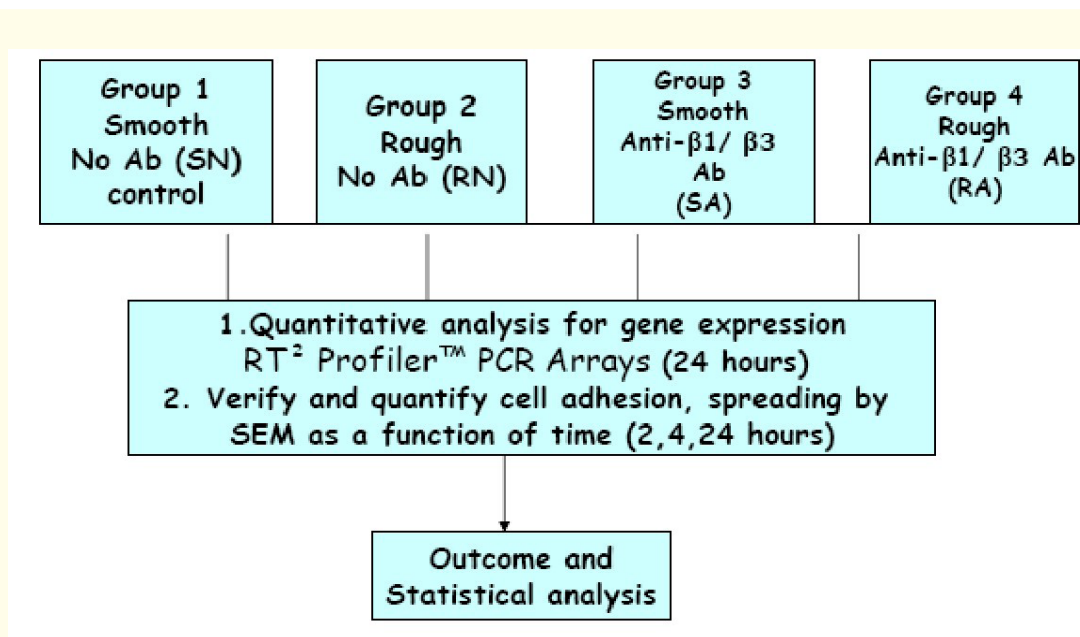 Group 1
Smooth
No Ab (SN)
control
Group 2
Rough
No Ab (RN)
Group 3
Smooth
Anti-β1/ β3
Ab
(SA)
Group 4
Rough
Anti-β1/ β3 Ab
(RA)
1.Quantitative analysis for gene expression
RT² Profiler™ PCR Arrays (24 hours)
2. Verify and quantify cell adhesion, spreading by
SEM as a function of time (2,4,24 hours)
Outcome and
Statistical analysis